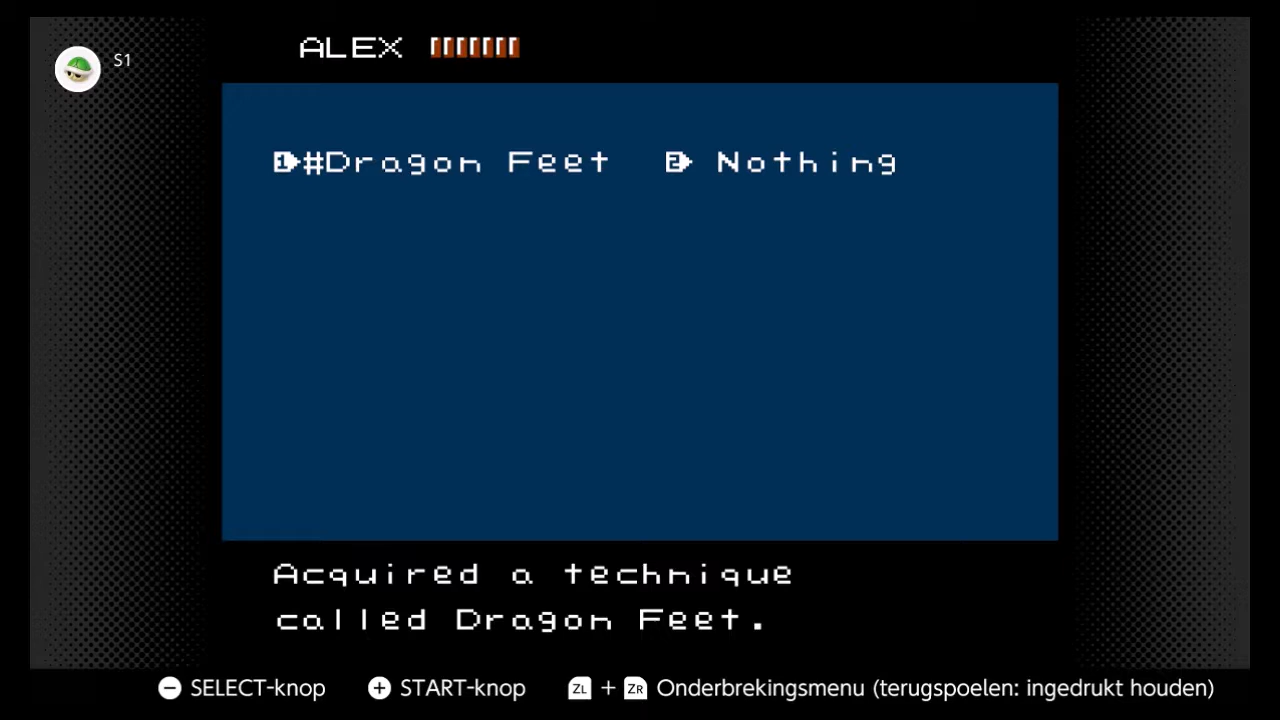 S1
ALEX
1 #Dragon Feet 2 Nothing
Acquired a technique
called Dragon Feet.
SELECT-knop START-knop ZL + ZR Onderbrekingsmenu (terugspoelen: ingedrukt houden)